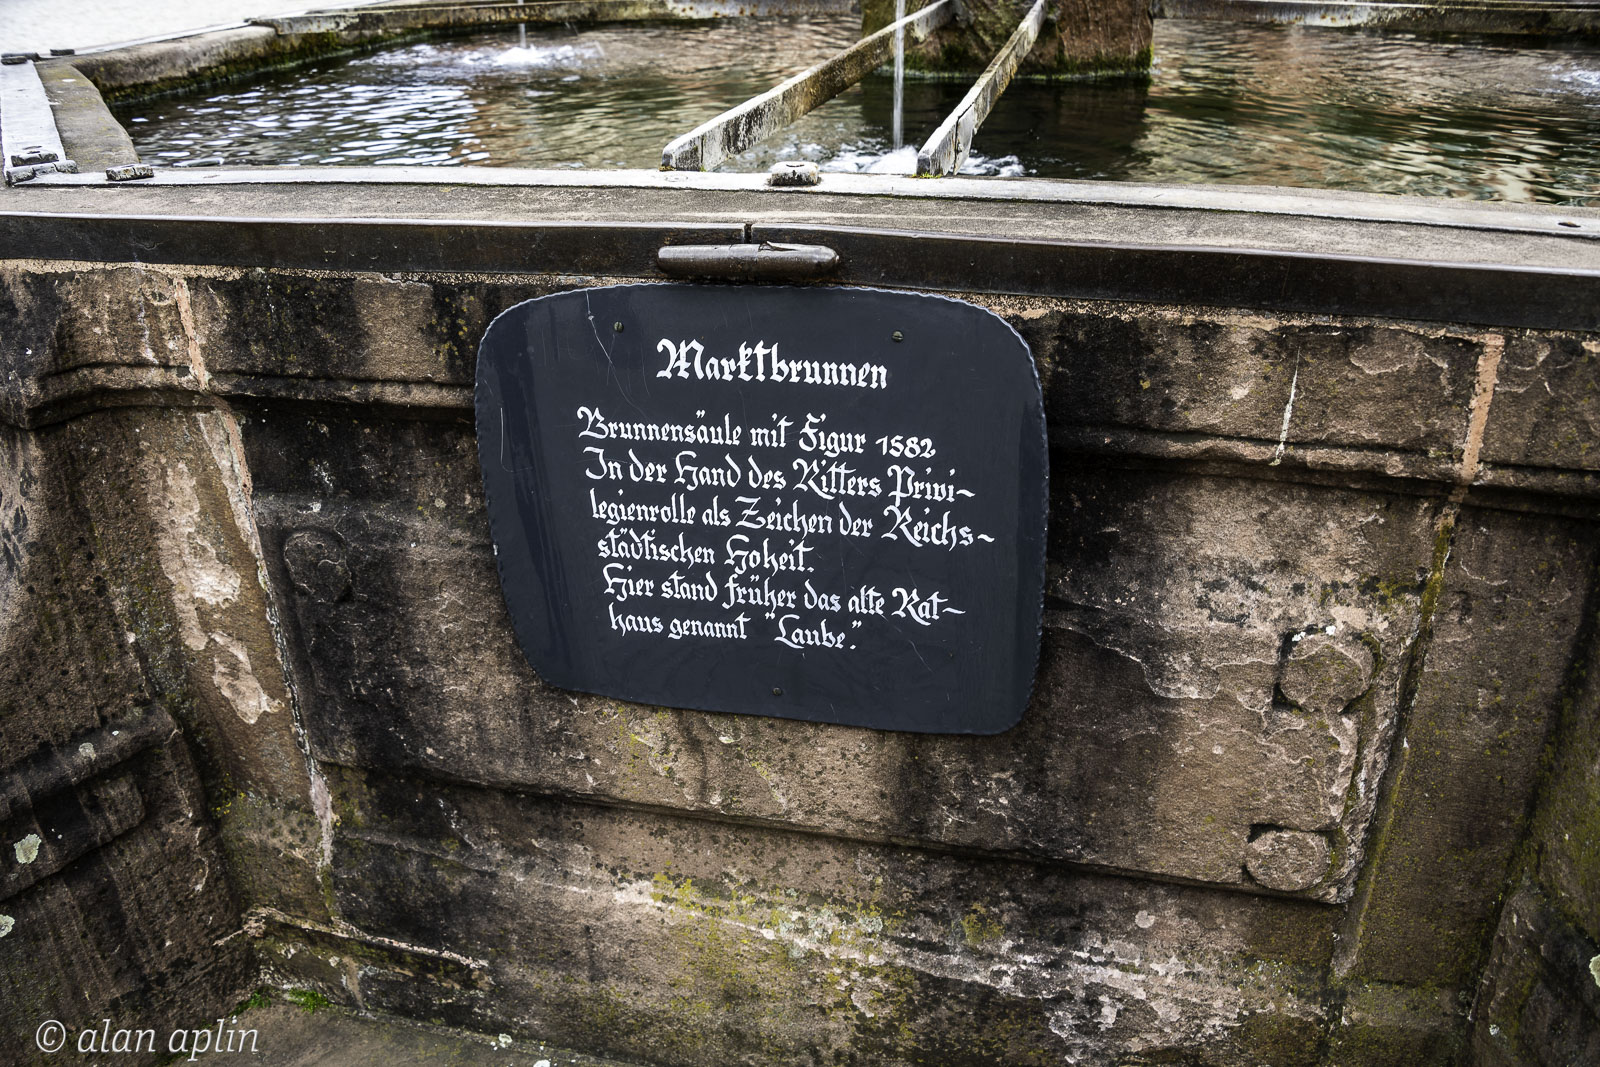 Marktbrunnen
Brunnensäule mit Figur 1582
In der Hand des Ritters Privi-
legienrolle als Zeichen der Reichs-
städtischen Hoheit.
Hier stand früher das alte Rat-
haus genannt "Laube".
© alan aplin